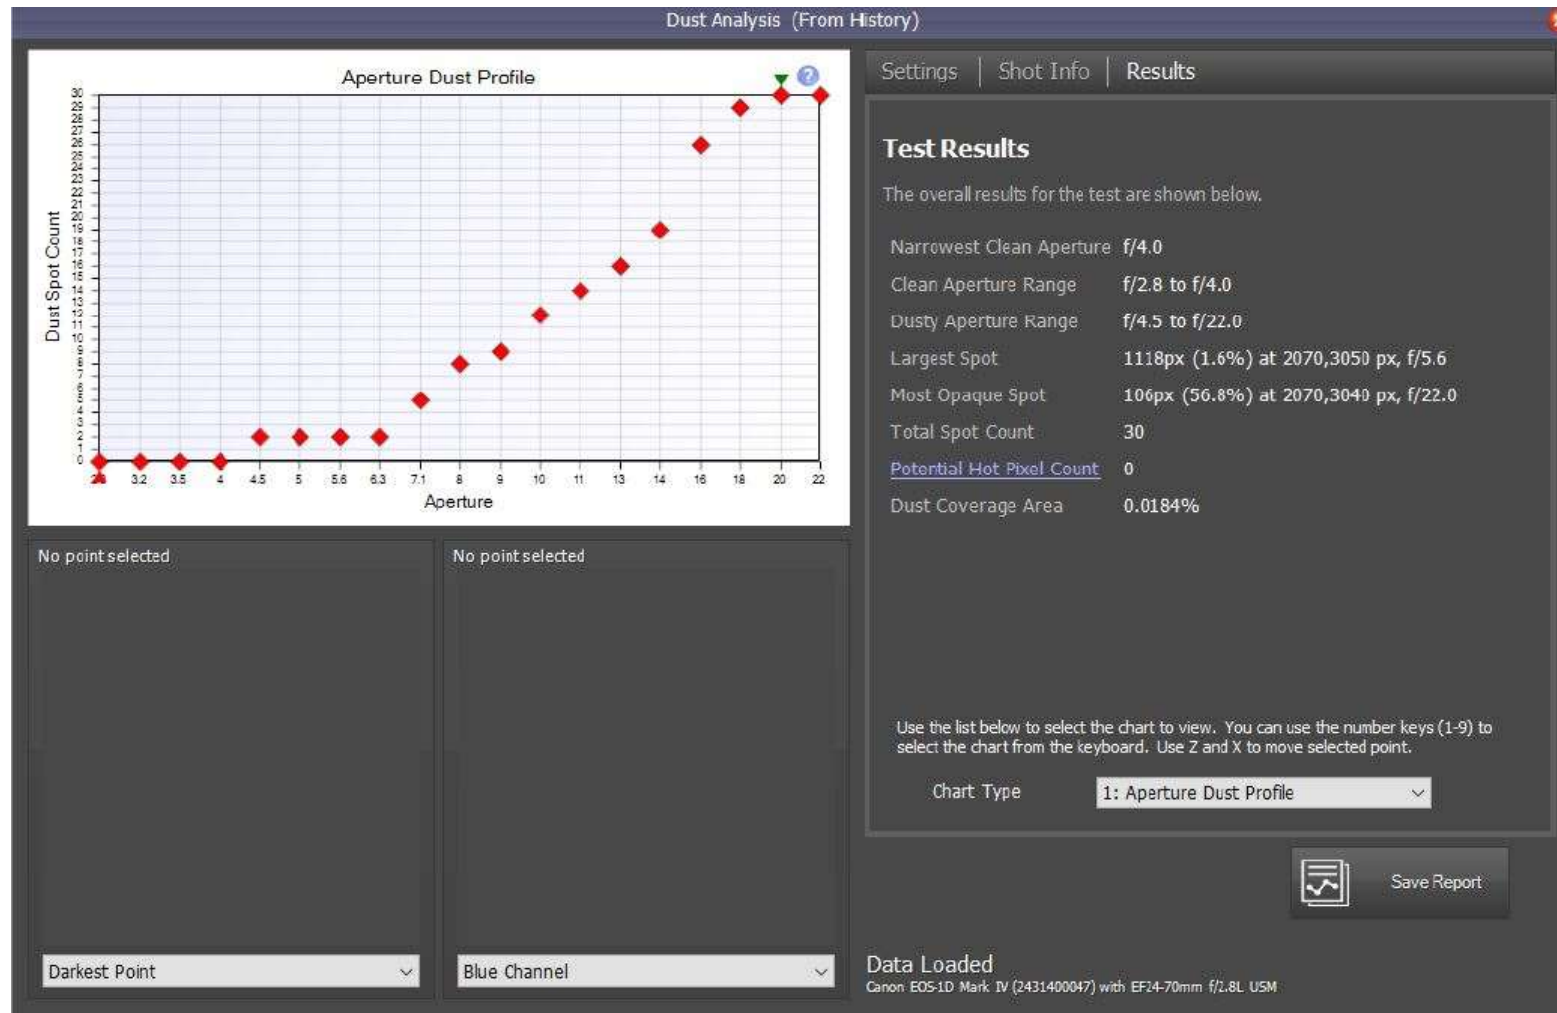 Dust Analysis (From History)
Aperture Dust Profile
?
30
29
28
27
26
25
24
23
22
21
20
19
18
17
16
15
14
13
12
11
10
9
8
7
6
5
4
3
2
1
0
Dust Spot Count
3.2 3.5 4 4.5 5 5.6 6.3 7.1 8 9 10 11 13 14 16 18 20 22
Aperture
Settings | Shot Info | Results
Test Results
The overall results for the test are shown below.
Narrowest Clean Aperture f/4.0
Clean Aperture Range f/2.8 to f/4.0
Dusty Aperture Range f/4.5 to f/22.0
Largest Spot 1118px (1.6%) at 2070,3050 px, f/5.6
Most Opaque Spot 106px (56.8%) at 2070,3040 px, f/22.0
Total Spot Count 30
Potential Hot Pixel Count 0
Dust Coverage Area 0.0184%
No point selected
No point selected
Use the list below to select the chart to view. You can use the number keys (1-9) to
select the chart from the keyboard. Use Z and X to move selected point.
Chart Type 1: Aperture Dust Profile
Save Report
Darkest Point
Blue Channel
Data Loaded
Canon EOS-1D Mark IV (2431400047) with EF24-70mm f/2.8L USM